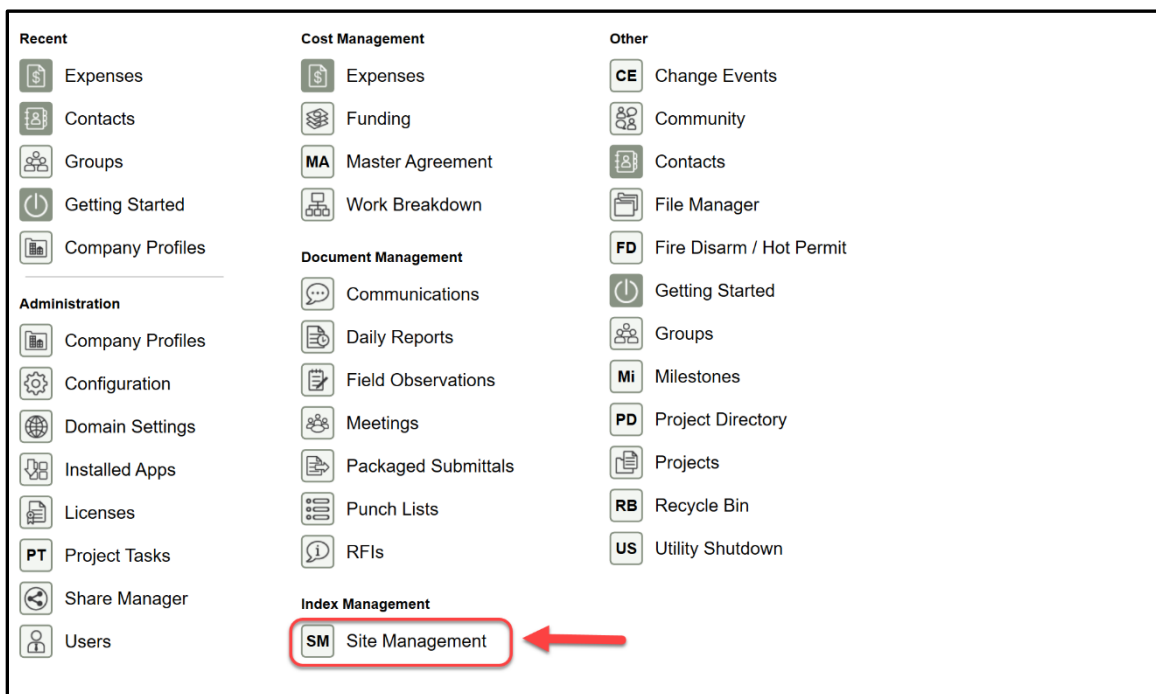 Recent
Expenses
Contacts
Groups
Getting Started
Company Profiles
Administration
Company Profiles
Configuration
Domain Settings
Installed Apps
Licenses
PT Project Tasks
Share Manager
Users
Cost Management
Expenses
Funding
MA Master Agreement
Work Breakdown
Document Management
Communications
Daily Reports
Field Observations
Meetings
Packaged Submittals
Punch Lists
RFIs
Index Management
SM Site Management
Other
CE Change Events
Community
Contacts
File Manager
FD Fire Disarm / Hot Permit
Getting Started
Groups
Mi Milestones
PD Project Directory
Projects
RB Recycle Bin
US Utility Shutdown